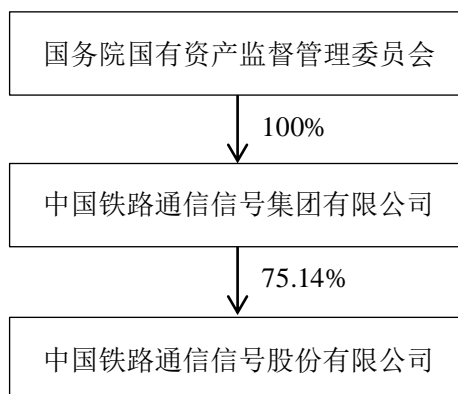 国务院国有资产监督管理委员会
100%
中国铁路通信信号集团有限公司
75.14%
中国铁路通信信号股份有限公司